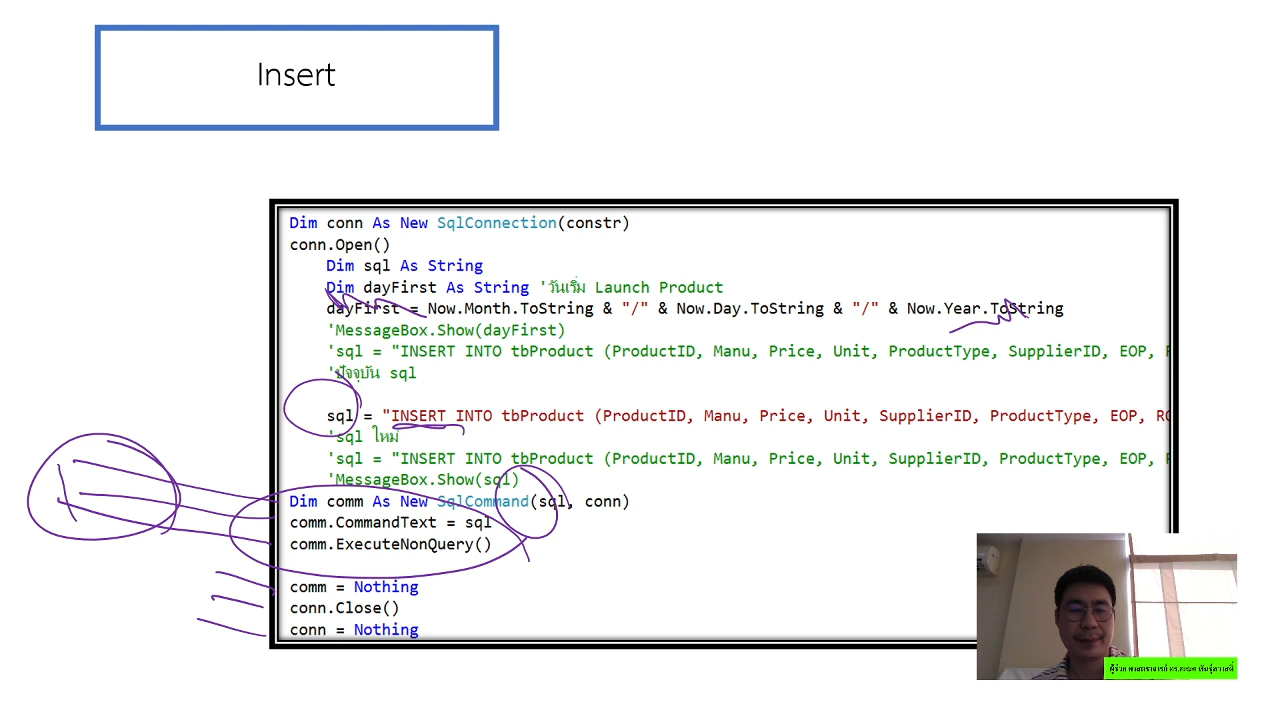 Insert
Dim conn As New SqlConnection(constr)
conn.Open()
Dim sql As String
Dim dayFirst As String 'วันเริ่ม Launch Product
dayFirst = Now.Month.ToString & "/" & Now.Day.ToString & "/" & Now.Year.ToString
'MessageBox.Show(dayFirst)
'sql = "INSERT INTO tbProduct (ProductID, Manu, Price, Unit, ProductType, SupplierID, EOP,
'ปัจจุบัน sql
sql = "INSERT INTO tbProduct (ProductID, Manu, Price, Unit, SupplierID, ProductType, EOP,
'sql ใหม่
'sql = "INSERT INTO tbProduct (ProductID, Manu, Price, Unit, SupplierID, ProductType, EOP,
'MessageBox.Show(sql)
Dim comm As New SqlCommand(sql, conn)
comm.CommandText = sql
comm.ExecuteNonQuery()
comm = Nothing
conn.Close()
conn = Nothing